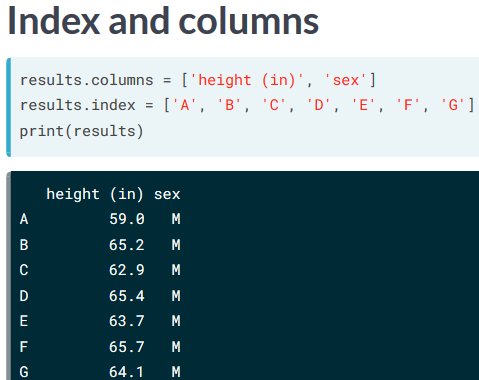 Index and columns
results.columns = ['height (in)', 'sex']
results.index = ['A', 'B', 'C', 'D', 'E', 'F', 'G']
print(results)
height (in) sex
A 59.0 M
B 65.2 M
C 62.9 M
D 65.4 M
E 63.7 M
F 65.7 M
G 64.1 M